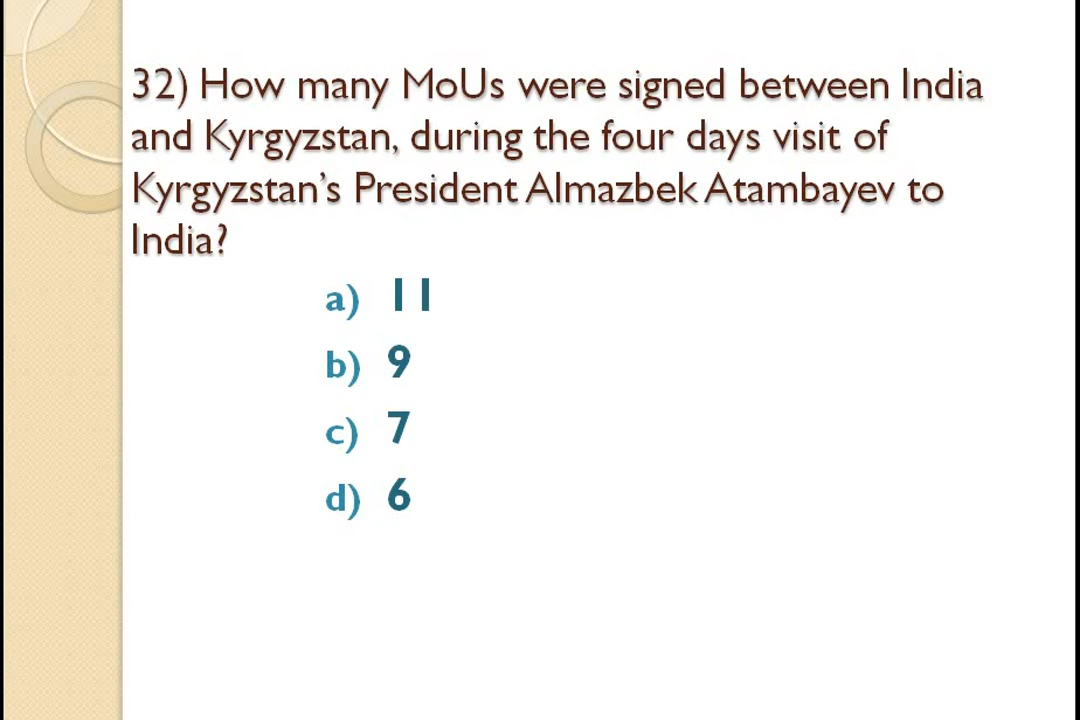 32) How many MoUs were signed between India
and Kyrgyzstan, during the four days visit of
Kyrgyzstan’s President Almazbek Atambayev to
India?
a) 11
b) 9
c) 7
d) 6